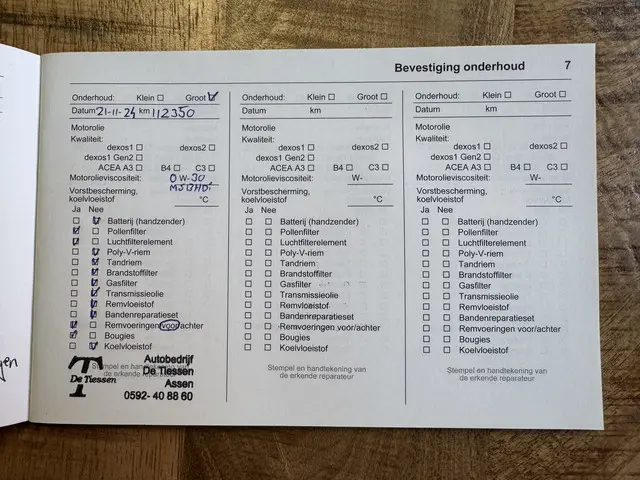 Bevestiging onderhoud 7
Onderhoud: Klein Groot
Datum 21-11-24 km 112350
Motorolie
Kwaliteit:
dexos1 dexos2
dexos1 Gen2
ACEA A3 B4 C3
Motorolieviscositeit: 0 W-30
Vorstbescherming,
koelvloeistof °C
Ja Nee
Batterij (handzender)
Pollenfilter
Luchtfilterelement
Poly-V-riem
Tandriem
Brandstoffilter
Gasfilter
Transmissieolie
Remvloeistof
Bandenreparatieset
Remvoeringen voor/achter
Bougies
Koelvloeistof
Stempel en handtekening van
de erkende reparateur
T
De Tiessen
Autobedrijf
De Tiessen
Assen
0592- 40 88 60
Onderhoud: Klein Groot
Datum km
Motorolie
Kwaliteit:
dexos1 dexos2
dexos1 Gen2
ACEA A3 B4 C3
Motorolieviscositeit: W-
Vorstbescherming,
koelvloeistof °C
Ja Nee
Batterij (handzender)
Pollenfilter
Luchtfilterelement
Poly-V-riem
Tandriem
Brandstoffilter
Gasfilter
Transmissieolie
Remvloeistof
Bandenreparatieset
Remvoeringen voor/achter
Bougies
Koelvloeistof
Stempel en handtekening van
de erkende reparateur
Onderhoud: Klein Groot
Datum km
Motorolie
Kwaliteit:
dexos1 dexos2
dexos1 Gen2
ACEA A3 B4 C3
Motorolieviscositeit: W-
Vorstbescherming,
koelvloeistof °C
Ja Nee
Batterij (handzender)
Pollenfilter
Luchtfilterelement
Poly-V-riem
Tandriem
Brandstoffilter
Gasfilter
Transmissieolie
Remvloeistof
Bandenreparatieset
Remvoeringen voor/achter
Bougies
Koelvloeistof
Stempel en handtekening van
de erkende reparateur